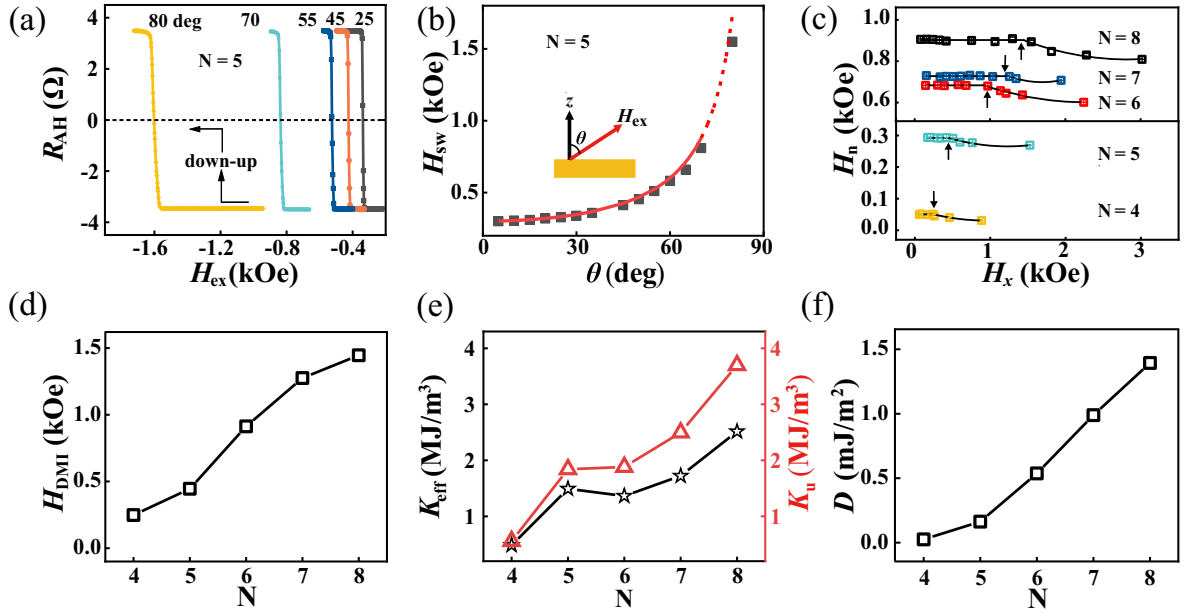 (a)
80 deg 70 55 45 25
N = 5
down-up
4
2
0
-2
-4
R_AH (Ω)
-1.6 -1.2 -0.8 -0.4
H_ex (kOe)
(b)
N = 5
z
θ
H_ex
1.5
1.0
0.5
H_sw (kOe)
0 30 60 90
θ (deg)
(c)
N = 8
N = 7
N = 6
N = 5
N = 4
1.0
0.8
0.6
0.3
0.2
0.0
H_n (kOe)
0 1 2 3
H_x (kOe)
(d)
1.5
1.0
0.5
0.0
H_DMI (kOe)
4 5 6 7 8
N
(e)
4
3
2
1
K_eff (MJ/m³)
4
3
2
1
K_u (MJ/m³)
4 5 6 7 8
N
(f)
1.5
1.0
0.5
0.0
D (mJ/m²)
4 5 6 7 8
N